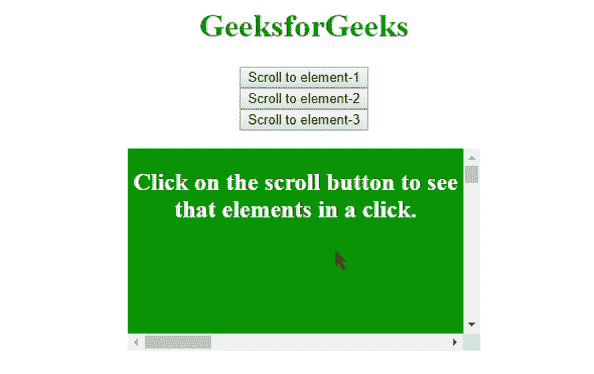 GeeksforGeeks
Scroll to element-1
Scroll to element-2
Scroll to element-3
Click on the scroll button to see
that elements in a click.